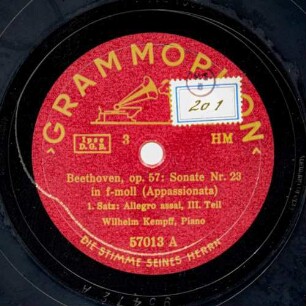 ›GRAMMOPHON‹
201
3
HM
Beethoven, op. 57: Sonate Nr. 23
in f-moll (Appassionata)
1. Satz: Allegro assai, III. Teil
Wilhelm Kempff, Piano
57013 A
DIE STIMME SEINES HERRN